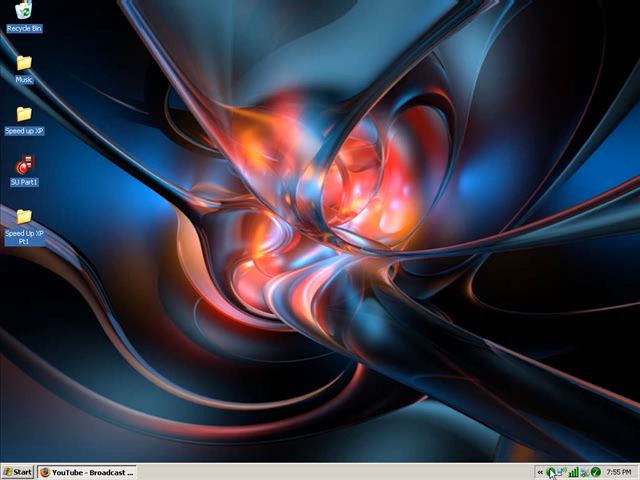 Recycle Bin
Music
Speed up XP
SU Part1
Speed Up XP
Pt1
Start
YouTube - Broadcast ...
«
7:55 PM